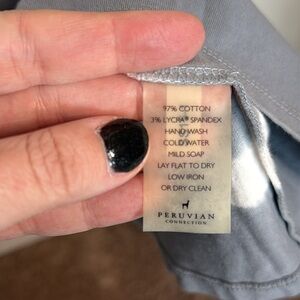 97% COTTON
3% LYCRA® SPANDEX
HAND WASH
COLD WATER
MILD SOAP
LAY FLAT TO DRY
LOW IRON
OR DRY CLEAN
PERUVIAN
CONNECTION